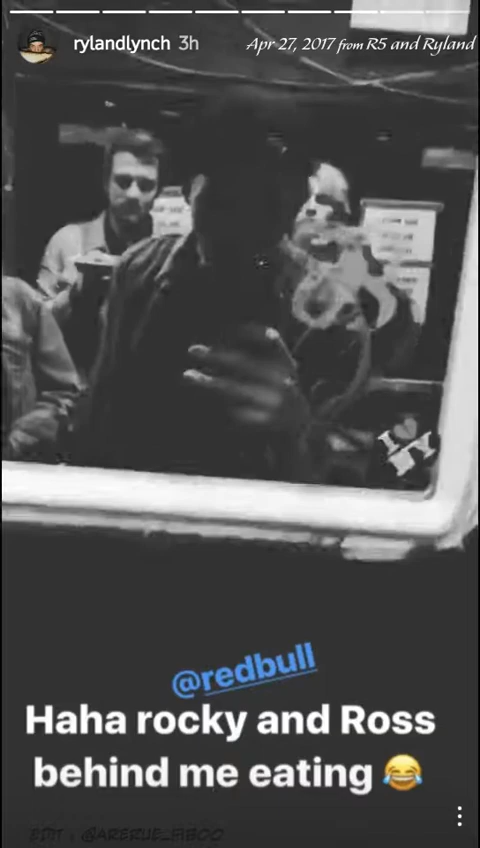 rylandlynch 3h
Apr 27, 2017 from R5 and Ryland
@redbull
Haha rocky and Ross
behind me eating 😂